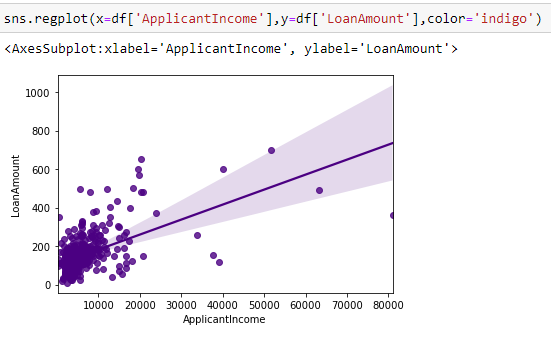 sns.regplot(x=df['ApplicantIncome'],y=df['LoanAmount'],color='indigo')
<AxesSubplot:xlabel='ApplicantIncome', ylabel='LoanAmount'>
1000
800
600
400
200
0
LoanAmount
10000 20000 30000 40000 50000 60000 70000 80000
ApplicantIncome